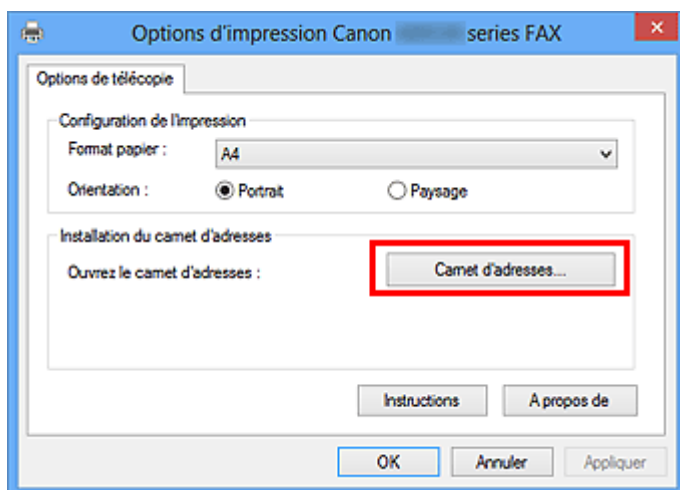 Options d'impression Canon series FAX
Options de télécopie
Configuration de l'impression
Format papier : A4
Orientation : Portrait Paysage
Installation du carnet d'adresses
Ouvrez le carnet d'adresses : Carnet d'adresses...
Instructions A propos de
OK Annuler Appliquer